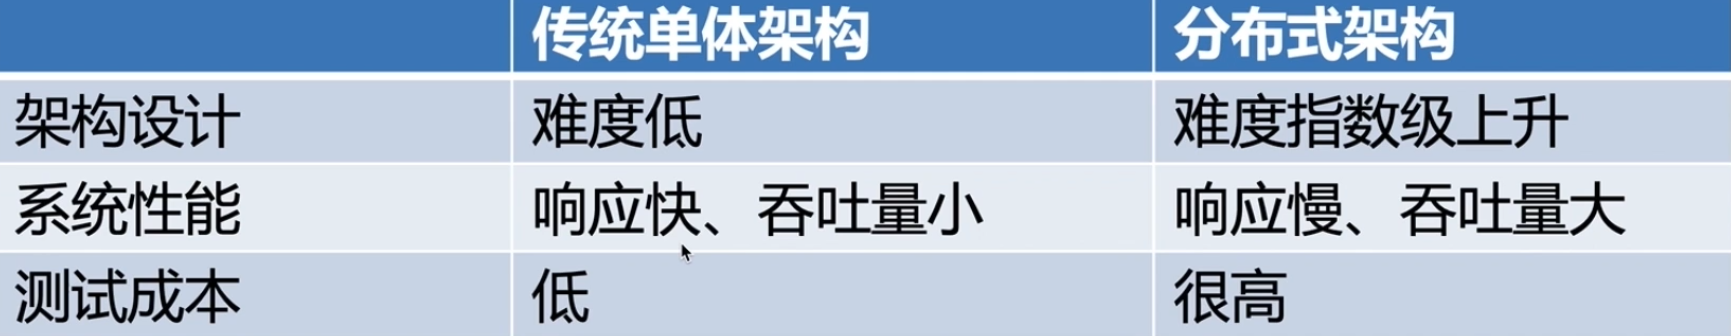 传统单体架构 分布式架构
架构设计 难度低 难度指数级上升
系统性能 响应快、吞吐量小 响应慢、吞吐量大
测试成本 低 很高